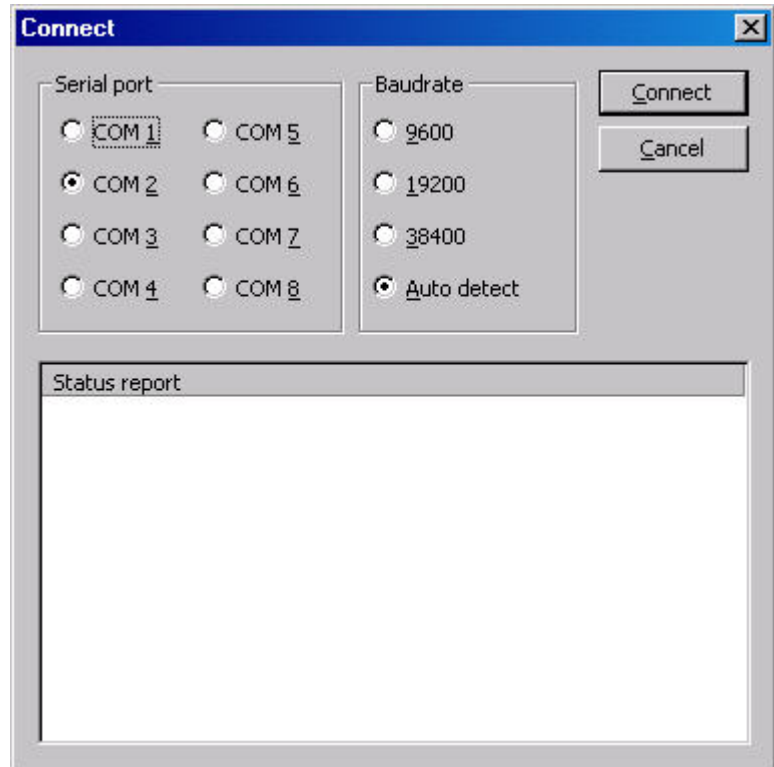 Connect
Serial port
COM 1
COM 2
COM 3
COM 4
COM 5
COM 6
COM 7
COM 8
Baudrate
9600
19200
38400
Auto detect
Connect
Cancel
Status report